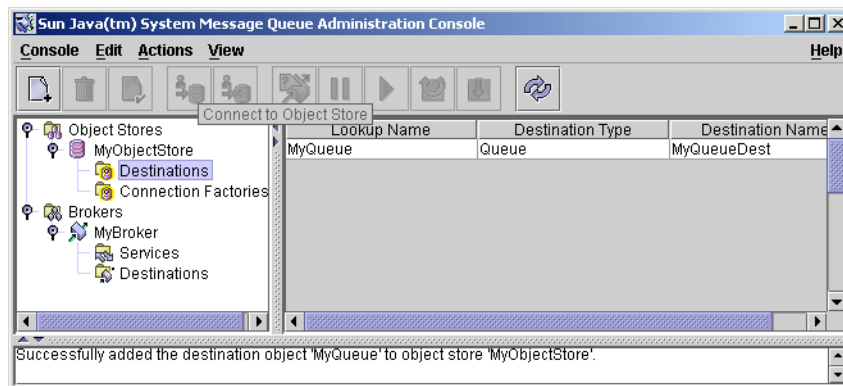 Sun Java(tm) System Message Queue Administration Console
Console Edit Actions View Help
Connect to Object Store
Object Stores
MyObjectStore
Destinations
Connection Factories
Brokers
MyBroker
Services
Destinations
Lookup Name Destination Type Destination Name
MyQueue Queue MyQueueDest
Successfully added the destination object 'MyQueue' to object store 'MyObjectStore'.